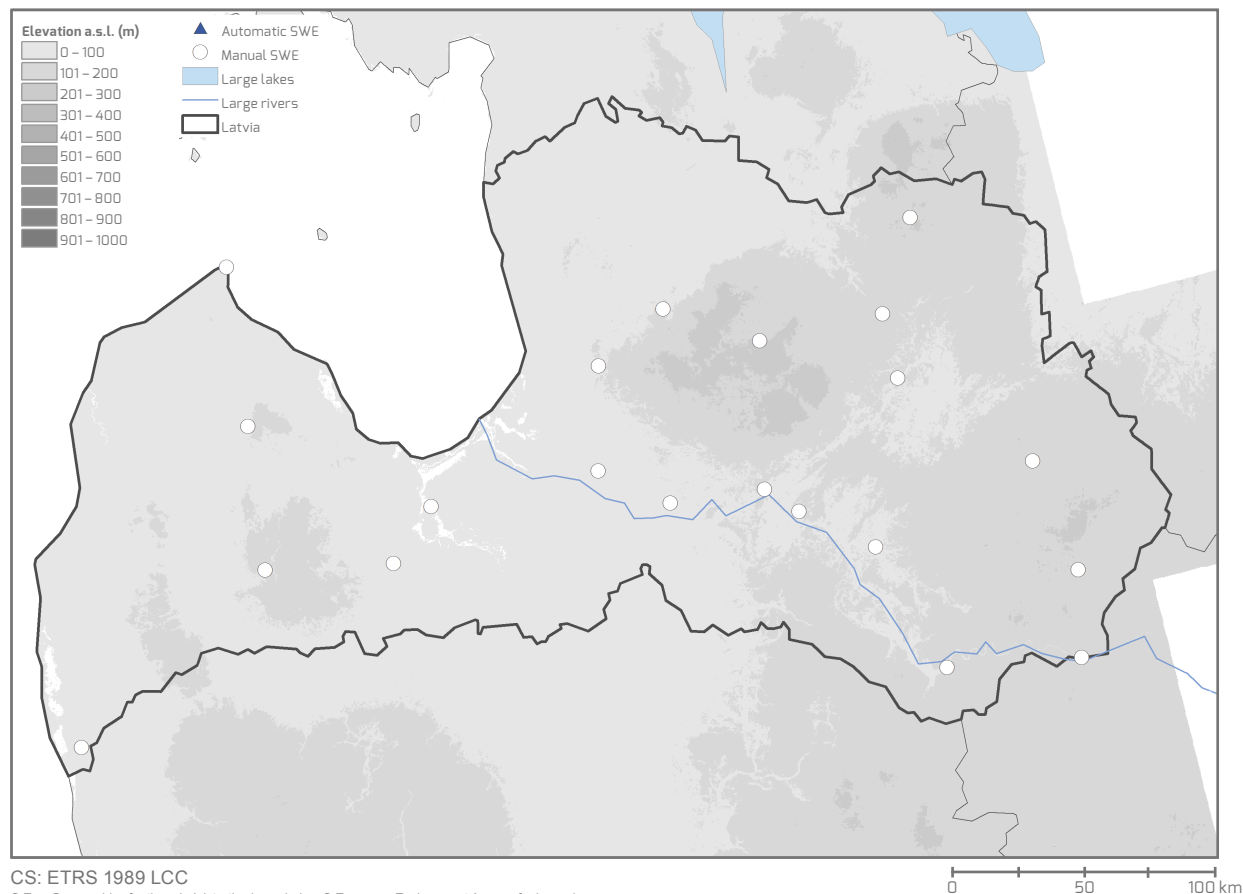 Elevation a.s.l. (m)
0 – 100
101 – 200
201 – 300
301 – 400
401 – 500
501 – 600
601 – 700
701 – 800
801 – 900
901 – 1000
Automatic SWE
Manual SWE
Large lakes
Large rivers
Latvia
CS: ETRS 1989 LCC
0 50 100 km